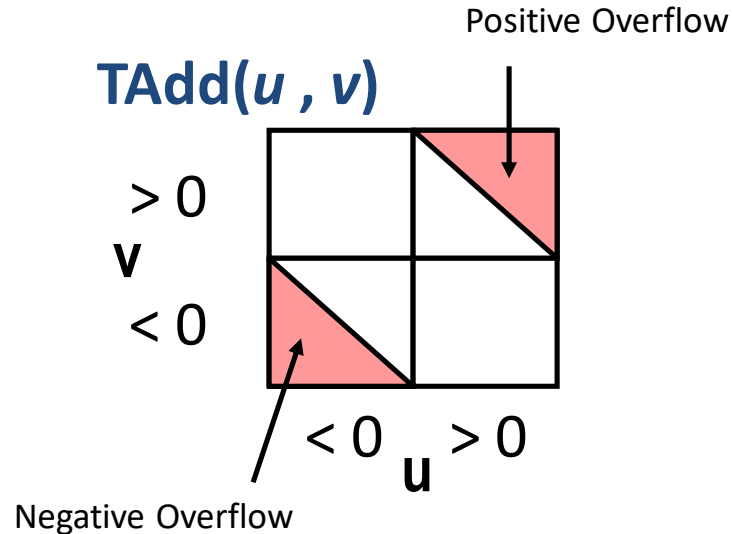 Positive Overflow
TAdd(u , v)
> 0
v
< 0
< 0 u > 0
Negative Overflow